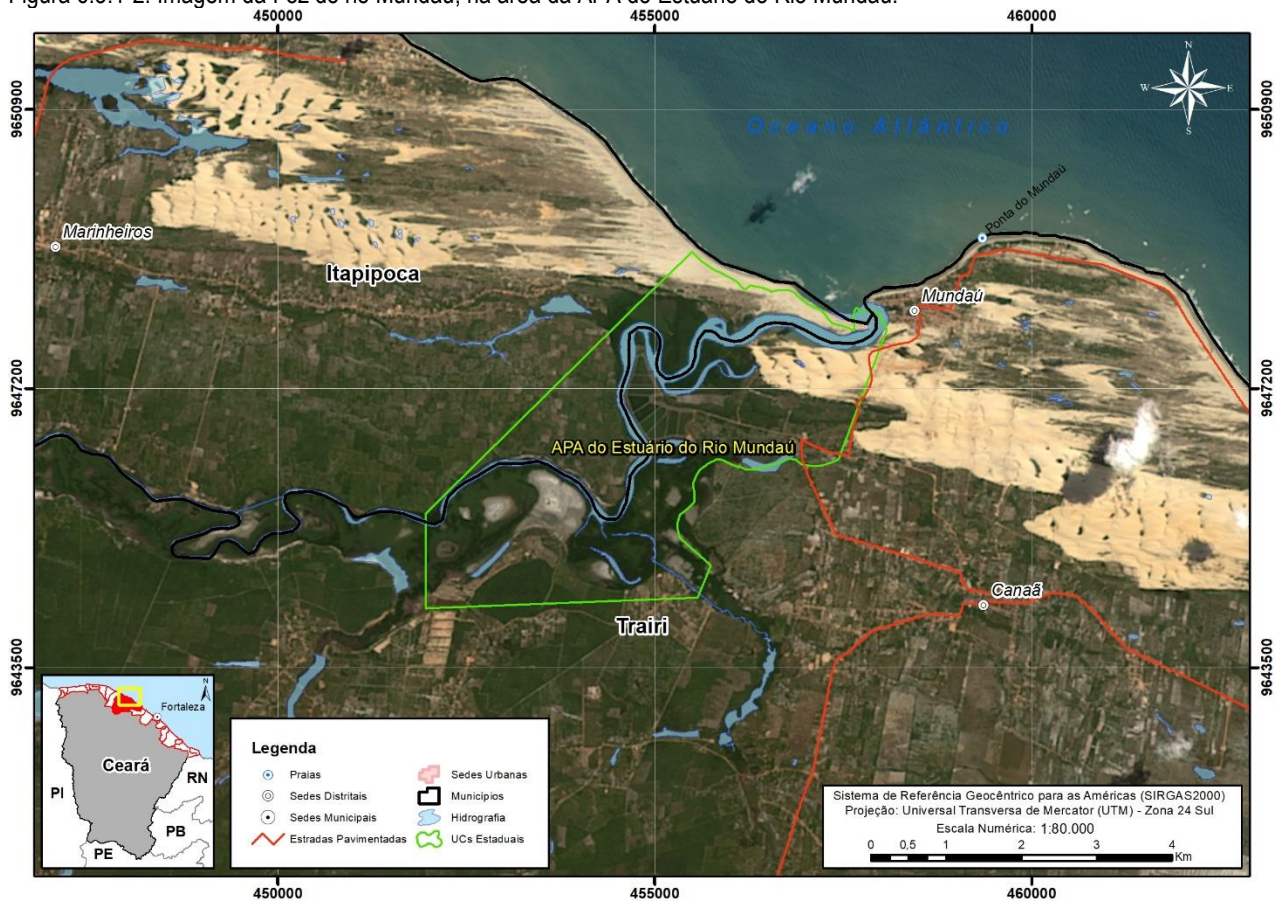 Figura 6.6.1-2. Imagem da Foz do rio Mundaú, na área da APA do Estuário do Rio Mundaú.
450000
455000
460000
9650900
9650900
N
W
E
S
Oceano Atlântico
Ponta do Mundaú
Marinheiros
Itapipoca
Mundaú
9647200
9647200
APA do Estuário do Rio Mundaú
Canaã
Trairi
9643500
9643500
N
Fortaleza
Ceará
RN
PI
PB
PE
Legenda
Praias
Sedes Distritais
Sedes Municipais
Estradas Pavimentadas
Sedes Urbanas
Municípios
Hidrografia
UCs Estaduais
Sistema de Referência Geocêntrico para as Américas (SIRGAS2000)
Projeção: Universal Transversa de Mercator (UTM) - Zona 24 Sul
Escala Numérica: 1:80.000
0 0,5 1 2 3 4
Km
450000
455000
460000